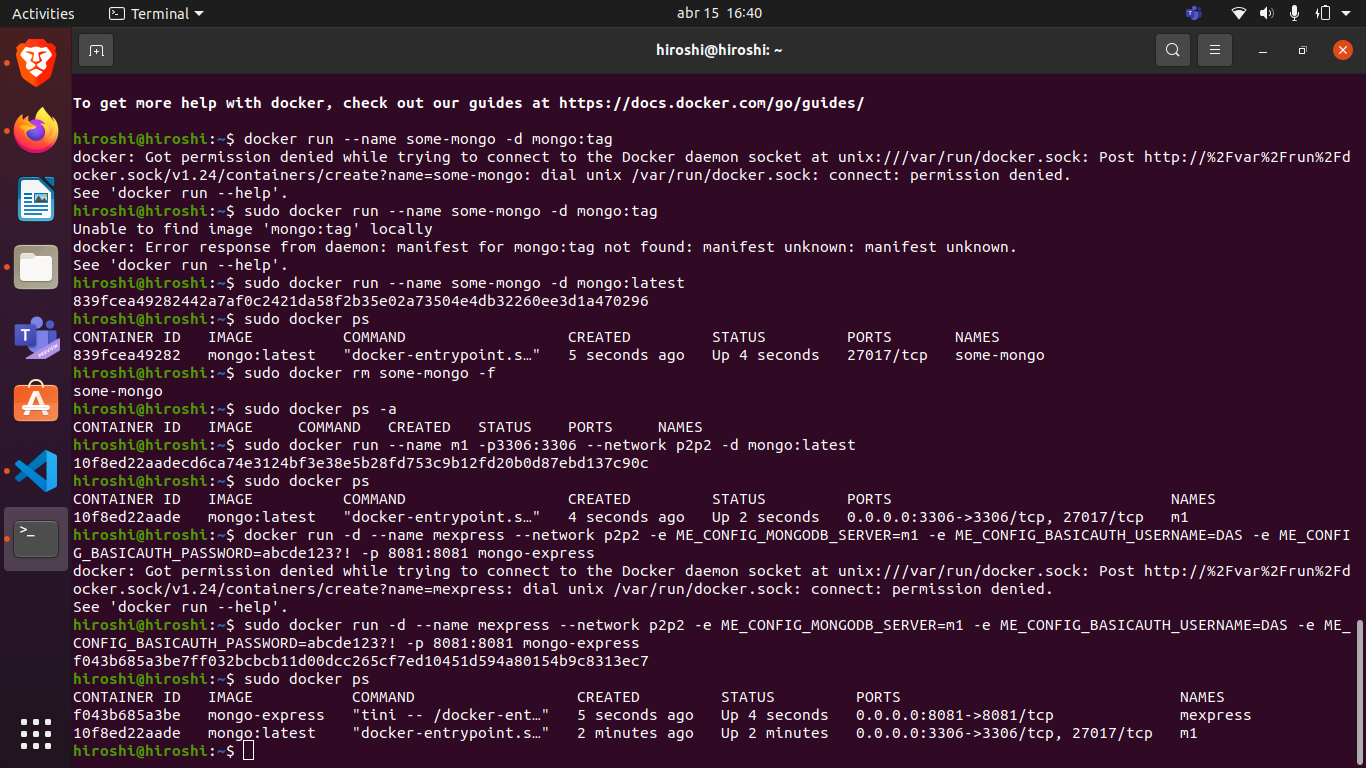 Activities
Terminal
abr 15 16:40
hiroshi@hiroshi: ~
To get more help with docker, check out our guides at https://docs.docker.com/go/guides/
hiroshi@hiroshi:~$ docker run --name some-mongo -d mongo:tag
docker: Got permission denied while trying to connect to the Docker daemon socket at unix:///var/run/docker.sock: Post http://%2Fvar%2Frun%2Fd
ocker.sock/v1.24/containers/create?name=some-mongo: dial unix /var/run/docker.sock: connect: permission denied.
See 'docker run --help'.
hiroshi@hiroshi:~$ sudo docker run --name some-mongo -d mongo:tag
Unable to find image 'mongo:tag' locally
docker: Error response from daemon: manifest for mongo:tag not found: manifest unknown: manifest unknown.
See 'docker run --help'.
hiroshi@hiroshi:~$ sudo docker run --name some-mongo -d mongo:latest
839fcea49282442a7af0c2421da58f2b35e02a73504e4db32260ee3d1a470296
hiroshi@hiroshi:~$ sudo docker ps
CONTAINER ID   IMAGE          COMMAND                  CREATED         STATUS         PORTS       NAMES
839fcea49282   mongo:latest   "docker-entrypoint.s…"   5 seconds ago   Up 4 seconds   27017/tcp   some-mongo
hiroshi@hiroshi:~$ sudo docker rm some-mongo -f
some-mongo
hiroshi@hiroshi:~$ sudo docker ps -a
CONTAINER ID   IMAGE     COMMAND   CREATED   STATUS    PORTS     NAMES
hiroshi@hiroshi:~$ sudo docker run --name m1 -p3306:3306 --network p2p2 -d mongo:latest
10f8ed22aadecd6ca74e3124bf3e38e5b28fd753c9b12fd20b0d87ebd137c90c
hiroshi@hiroshi:~$ sudo docker ps
CONTAINER ID   IMAGE          COMMAND                  CREATED         STATUS         PORTS                               NAMES
10f8ed22aade   mongo:latest   "docker-entrypoint.s…"   4 seconds ago   Up 2 seconds   0.0.0.0:3306->3306/tcp, 27017/tcp   m1
hiroshi@hiroshi:~$ docker run -d --name mexpress --network p2p2 -e ME_CONFIG_MONGODB_SERVER=m1 -e ME_CONFIG_BASICAUTH_USERNAME=DAS -e ME_CONFI
G_BASICAUTH_PASSWORD=abcde123?! -p 8081:8081 mongo-express
docker: Got permission denied while trying to connect to the Docker daemon socket at unix:///var/run/docker.sock: Post http://%2Fvar%2Frun%2Fd
ocker.sock/v1.24/containers/create?name=mexpress: dial unix /var/run/docker.sock: connect: permission denied.
See 'docker run --help'.
hiroshi@hiroshi:~$ sudo docker run -d --name mexpress --network p2p2 -e ME_CONFIG_MONGODB_SERVER=m1 -e ME_CONFIG_BASICAUTH_USERNAME=DAS -e ME_
CONFIG_BASICAUTH_PASSWORD=abcde123?! -p 8081:8081 mongo-express
f043b685a3be7ff032bcbcb11d00dcc265cf7ed10451d594a80154b9c8313ec7
hiroshi@hiroshi:~$ sudo docker ps
CONTAINER ID   IMAGE           COMMAND                  CREATED         STATUS         PORTS                               NAMES
f043b685a3be   mongo-express   "tini -- /docker-ent…"   5 seconds ago   Up 4 seconds   0.0.0.0:8081->8081/tcp              mexpress
10f8ed22aade   mongo:latest    "docker-entrypoint.s…"   2 minutes ago   Up 2 minutes   0.0.0.0:3306->3306/tcp, 27017/tcp   m1
hiroshi@hiroshi:~$